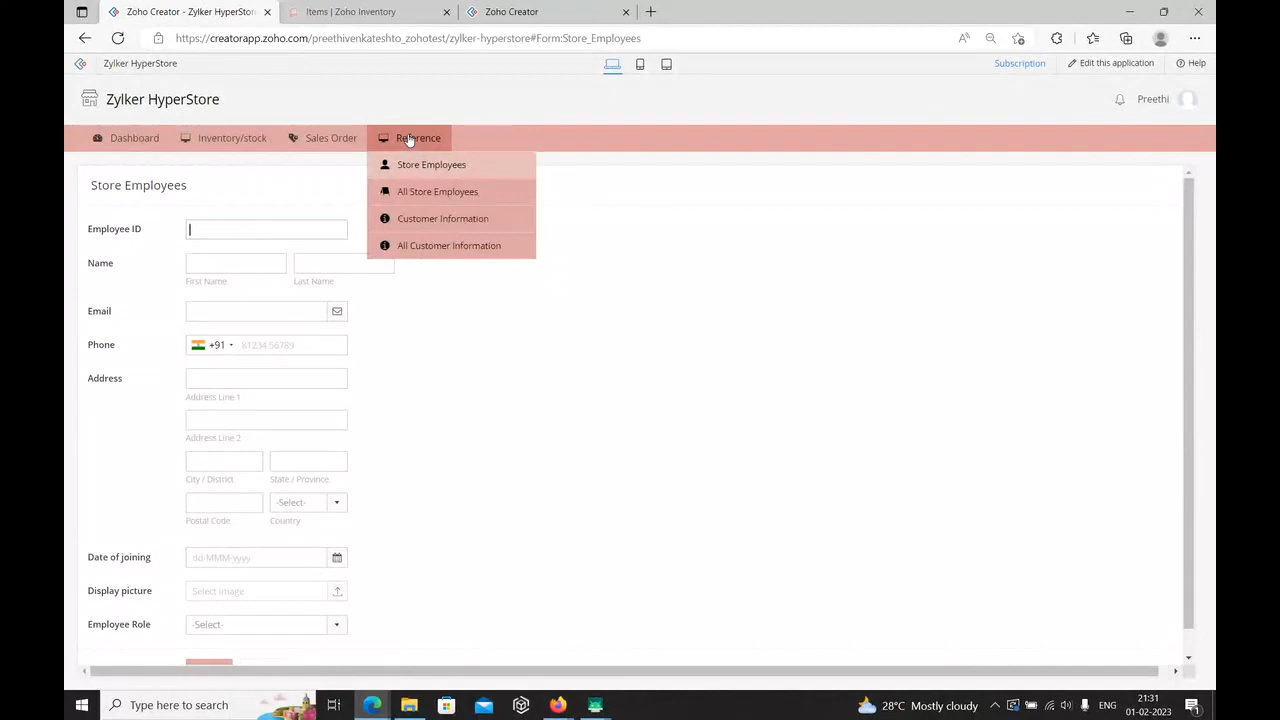 Zoho Creator - Zylker HyperStore
Items | Zoho Inventory
Zoho Creator
https://creatorapp.zoho.com/preethivenkateshto_zohotest/zylker-hyperstore#Form:Store_Employees
Zylker HyperStore
Subscription
Edit this application
Help
Zylker HyperStore
Preethi
Dashboard
Inventory/stock
Sales Order
Reference
Store Employees
All Store Employees
Customer Information
All Customer Information
Store Employees
Employee ID
Name
First Name
Last Name
Email
Phone
+91
81234 56789
Address
Address Line 1
Address Line 2
City / District
State / Province
-Select-
Postal Code
Country
Date of joining
dd-MMM-yyyy
Display picture
Select image
Employee Role
-Select-
Type here to search
28°C Mostly cloudy
ENG
21:31
01-02-2023